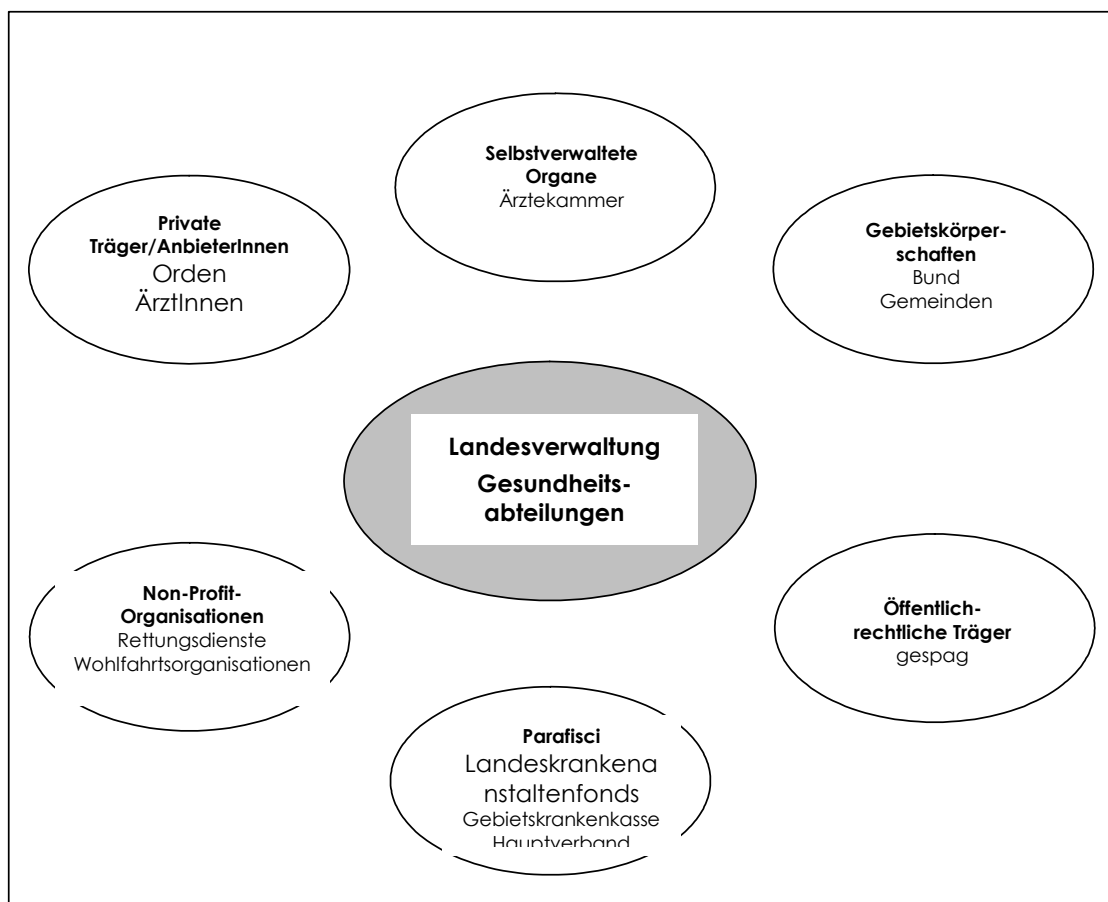 Selbstverwaltete
Organe
Ärztekammer
Private
Träger/AnbieterInnen
Orden
ÄrztInnen
Gebietskörper-
schaften
Bund
Gemeinden
Landesverwaltung
Gesundheits-
abteilungen
Non-Profit-
Organisationen
Rettungsdienste
Wohlfahrtsorganisationen
Öffentlich-
rechtliche Träger
gespag
Parafisci
Landeskrankena
nstaltenfonds
Gebietskrankenkasse
Hauptverband